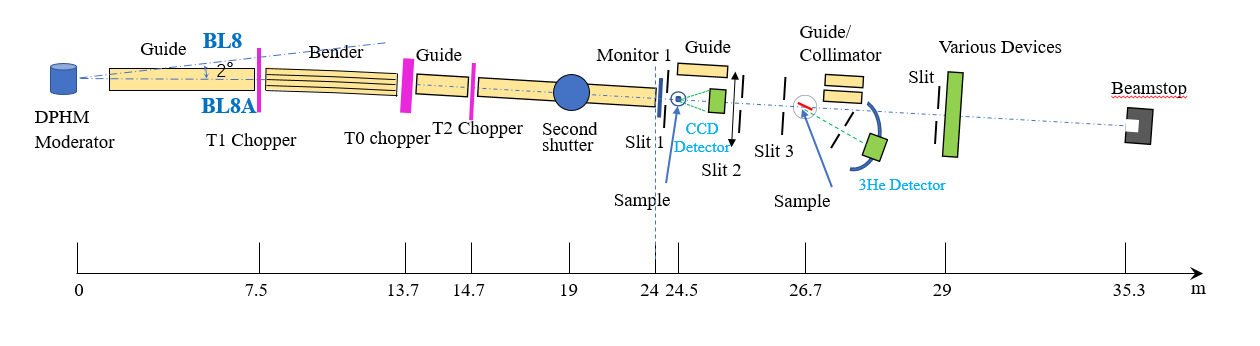 Guide
BL8
2°
BL8A
DPHM
Moderator
Bender
T1 Chopper
T0 chopper
Guide
T2 Chopper
Second
shutter
Monitor 1
Slit 1
Guide
CCD
Detector
Slit 2
Sample
Slit 3
Guide/
Collimator
Sample
3He Detector
Slit
Various Devices
Beamstop
0
7.5
13.7
14.7
19
24
24.5
26.7
29
35.3
m